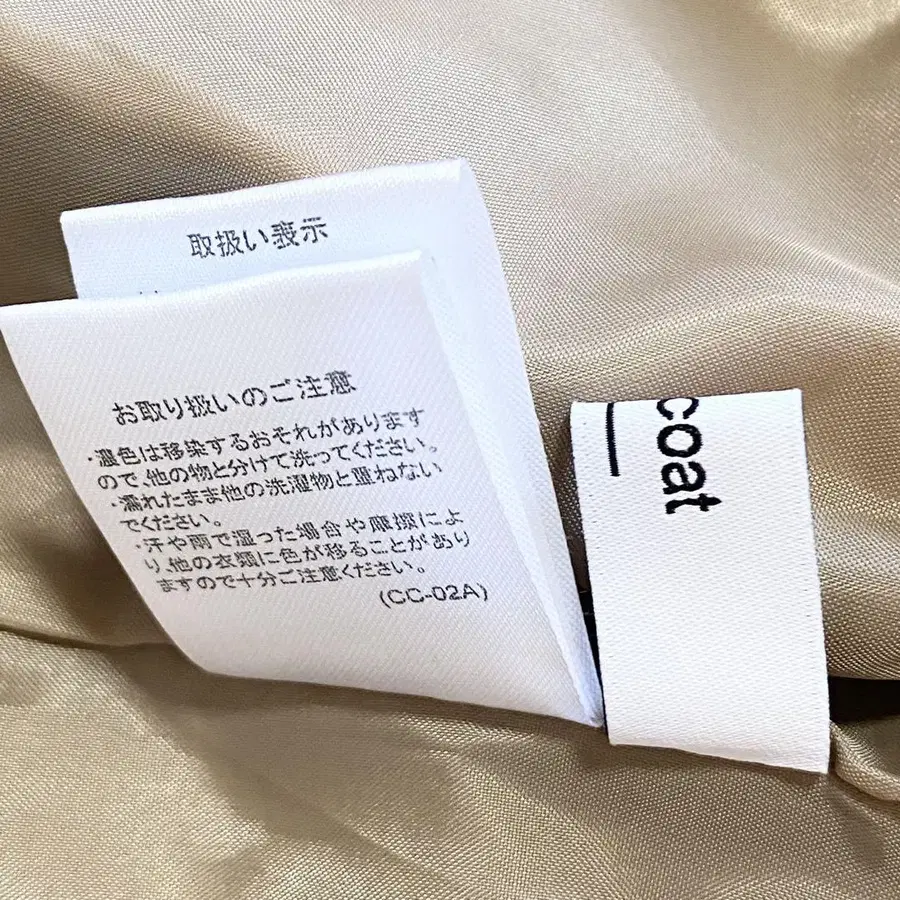 取扱い表示
お取り扱いのご注意
・濃色は移染するおそれがあります
ので、他の物と分けて洗ってください。
・濡れたまま他の洗濯物と重ねない
でください。
・汗や雨で湿った場合や摩擦によ
り、他の衣類に色が移ることがあり
ますので十分ご注意ください。
(CC-02A)
coat